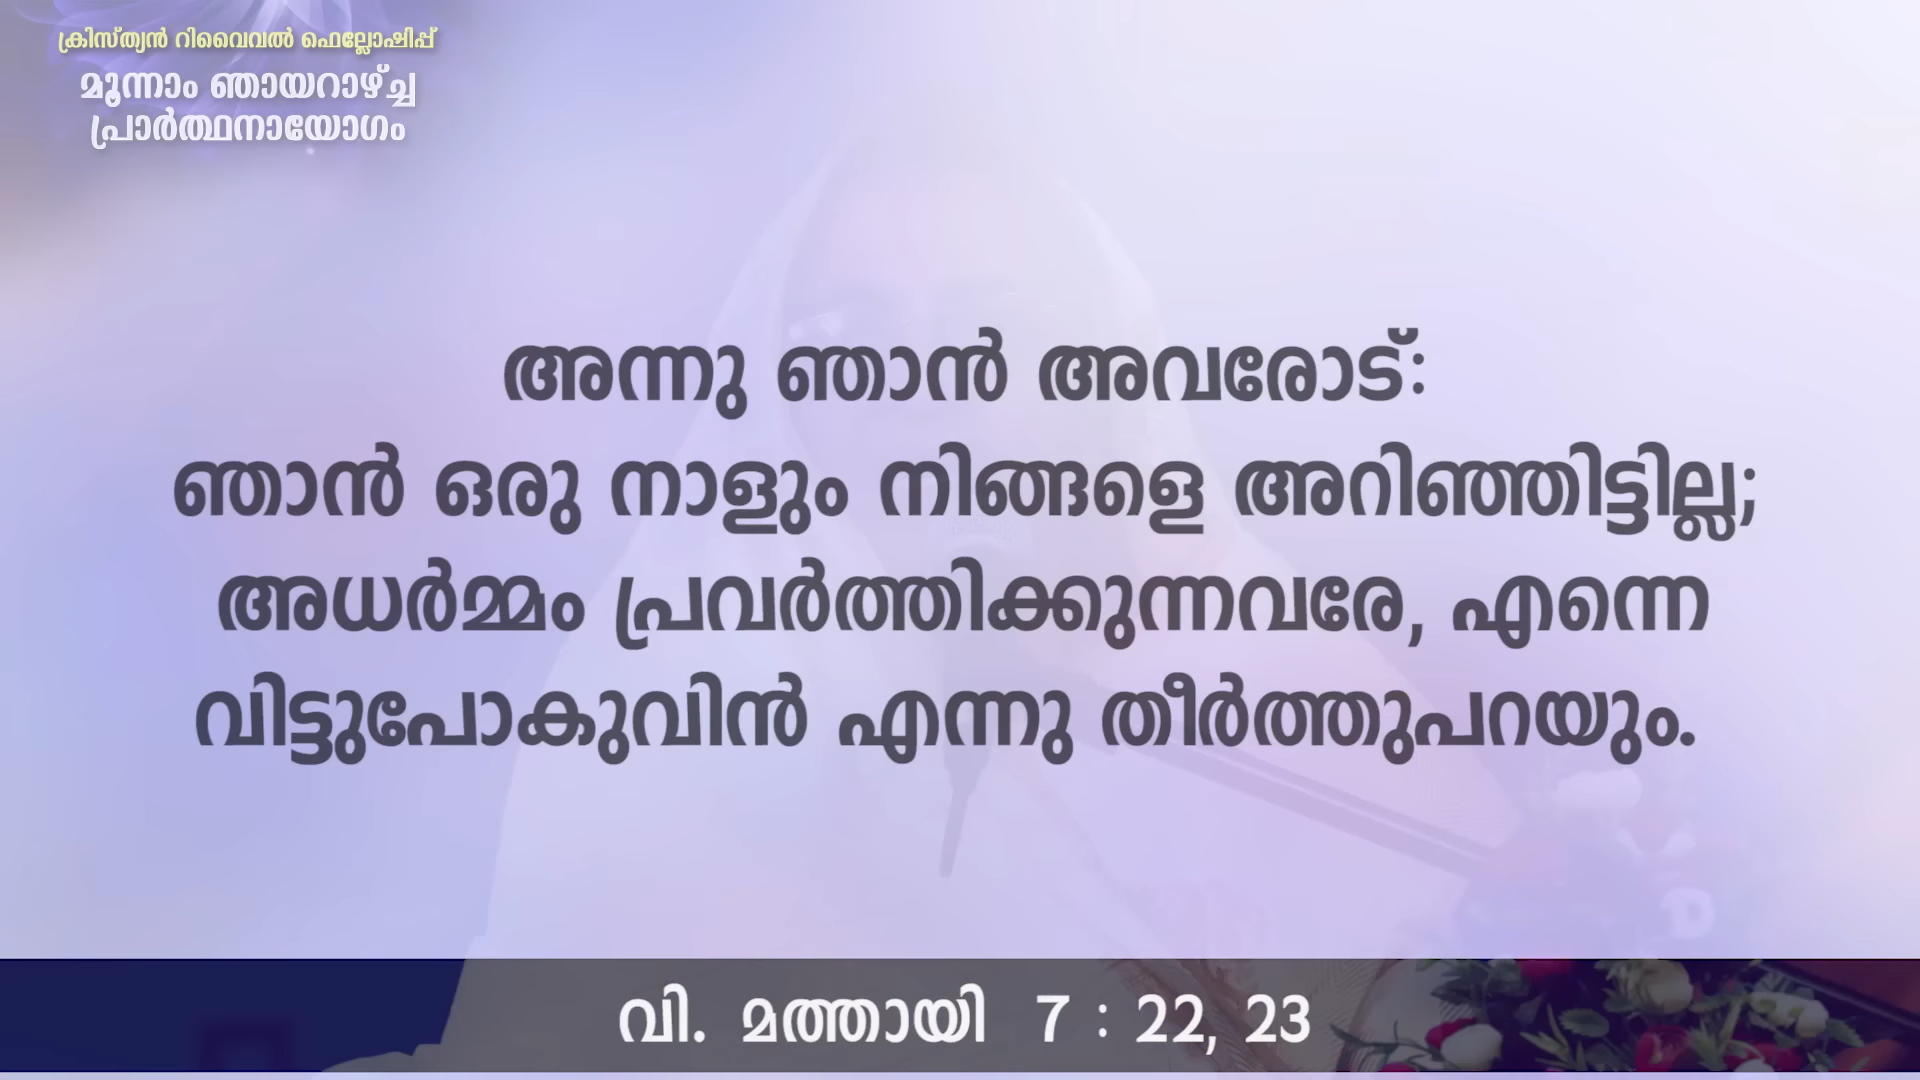 ക്രിസ്ത്യൻ റിവൈവൽ ഫെല്ലോഷിപ്പ്
മൂന്നാം ഞായറാഴ്ച്ച
പ്രാർത്ഥനായോഗം
അന്നു ഞാൻ അവരോട്:
ഞാൻ ഒരു നാളും നിങ്ങളെ അറിഞ്ഞിട്ടില്ല;
അധർമ്മം പ്രവർത്തിക്കുന്നവരേ, എന്നെ
വിട്ടുപോകുവിൻ എന്നു തീർത്തുപറയും.
വി. മത്തായി 7 : 22, 23